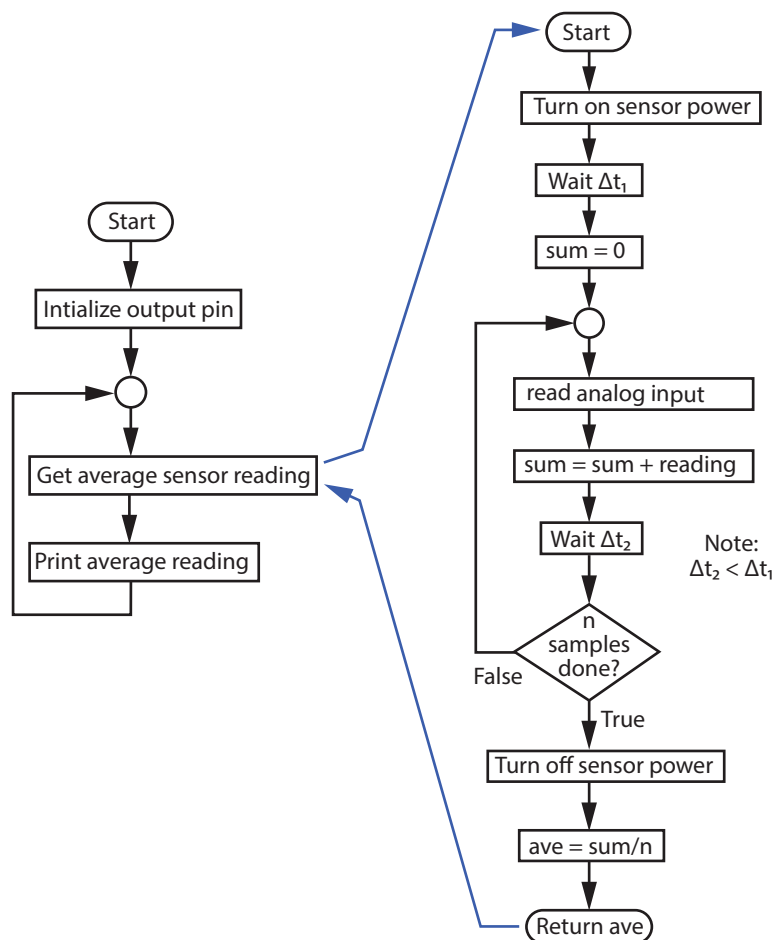 Start
Intialize output pin
Get average sensor reading
Print average reading
Start
Turn on sensor power
Wait Δt₁
sum = 0
read analog input
sum = sum + reading
Wait Δt₂
Note:
Δt₂ < Δt₁
n
samples
done?
False
True
Turn off sensor power
ave = sum/n
Return ave